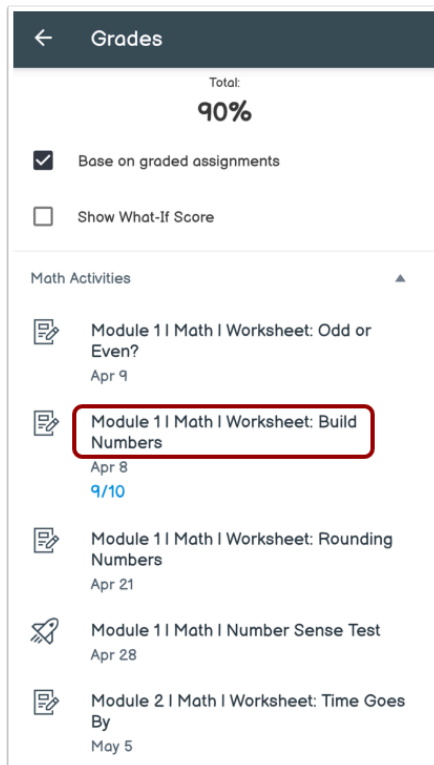 Grades
Total:
90%
Base on graded assignments
Show What-If Score
Math Activities
Module 1 | Math | Worksheet: Odd or
Even?
Apr 9
Module 1 | Math | Worksheet: Build
Numbers
Apr 8
9/10
Module 1 | Math | Worksheet: Rounding
Numbers
Apr 21
Module 1 | Math | Number Sense Test
Apr 28
Module 2 | Math | Worksheet: Time Goes
By
May 5